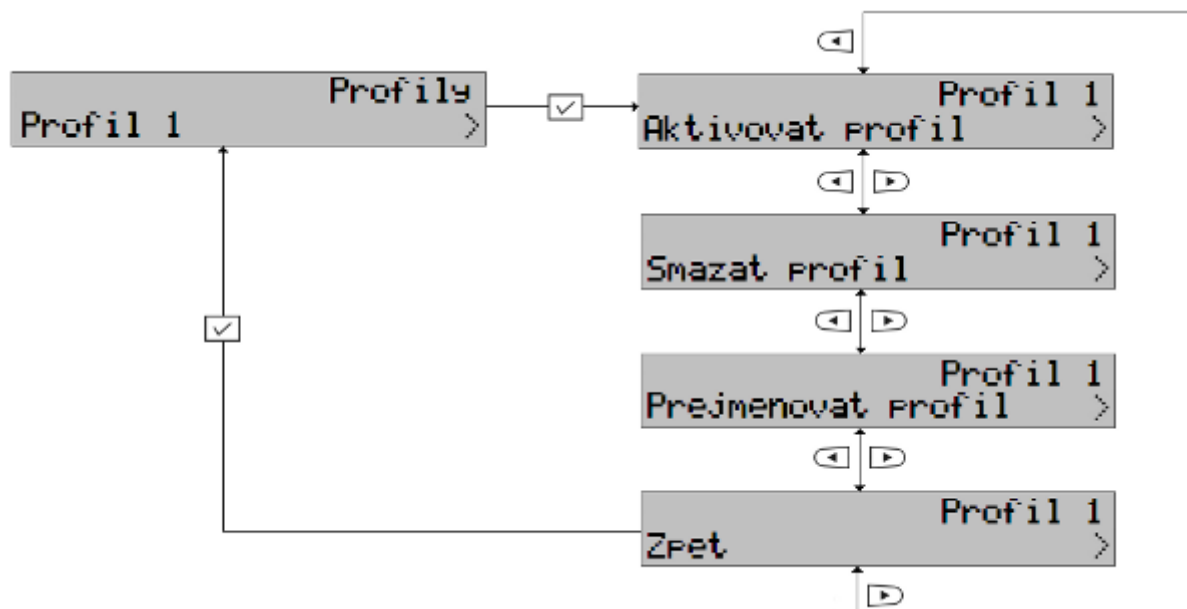 Profily
Profil 1 >
Profil 1
Aktivovat profil >
Profil 1
Smazat profil >
Profil 1
Prejmenovat profil >
Profil 1
Zpet >